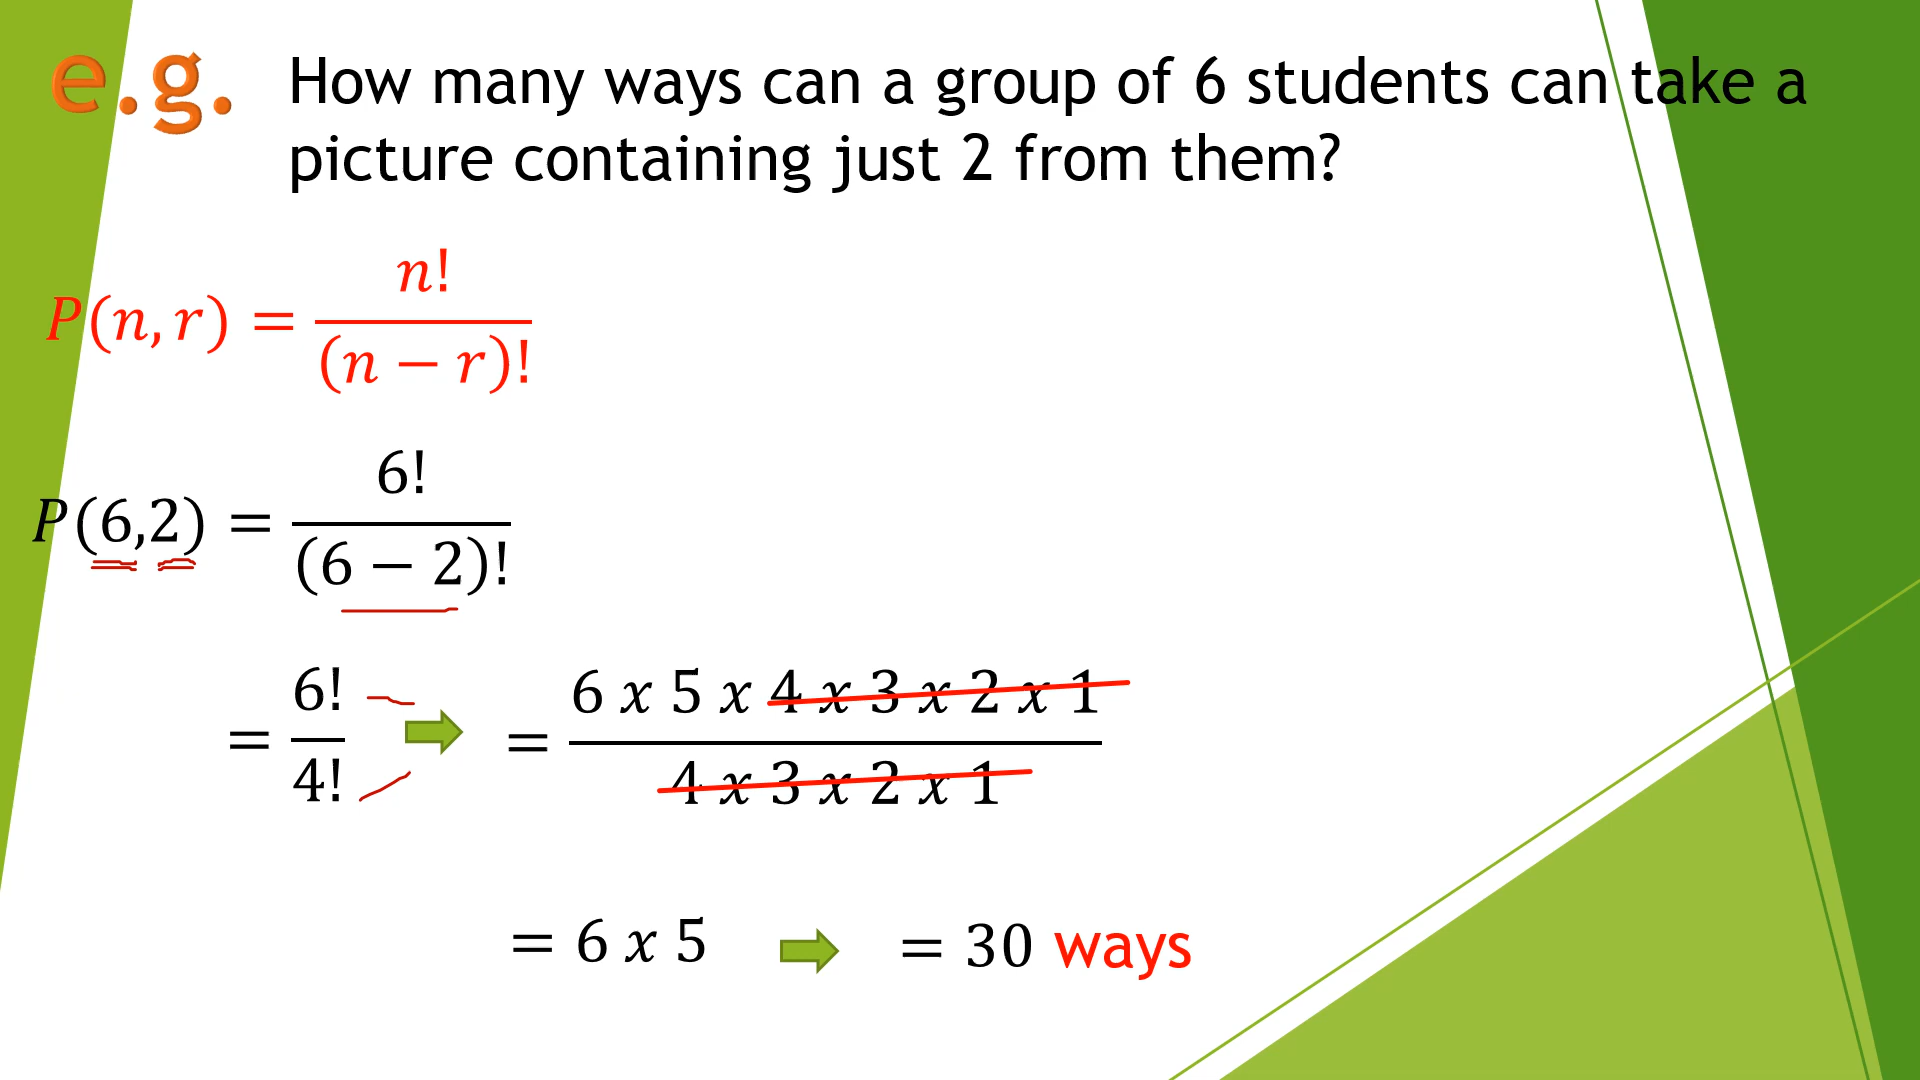 e.g. How many ways can a group of 6 students can take a
picture containing just 2 from them?
P(n, r) = n! / (n − r)!
P(6,2) = 6! / (6 − 2)!
= 6! / 4! = 6 x 5 x 4 x 3 x 2 x 1 / 4 x 3 x 2 x 1
= 6 x 5 = 30 ways